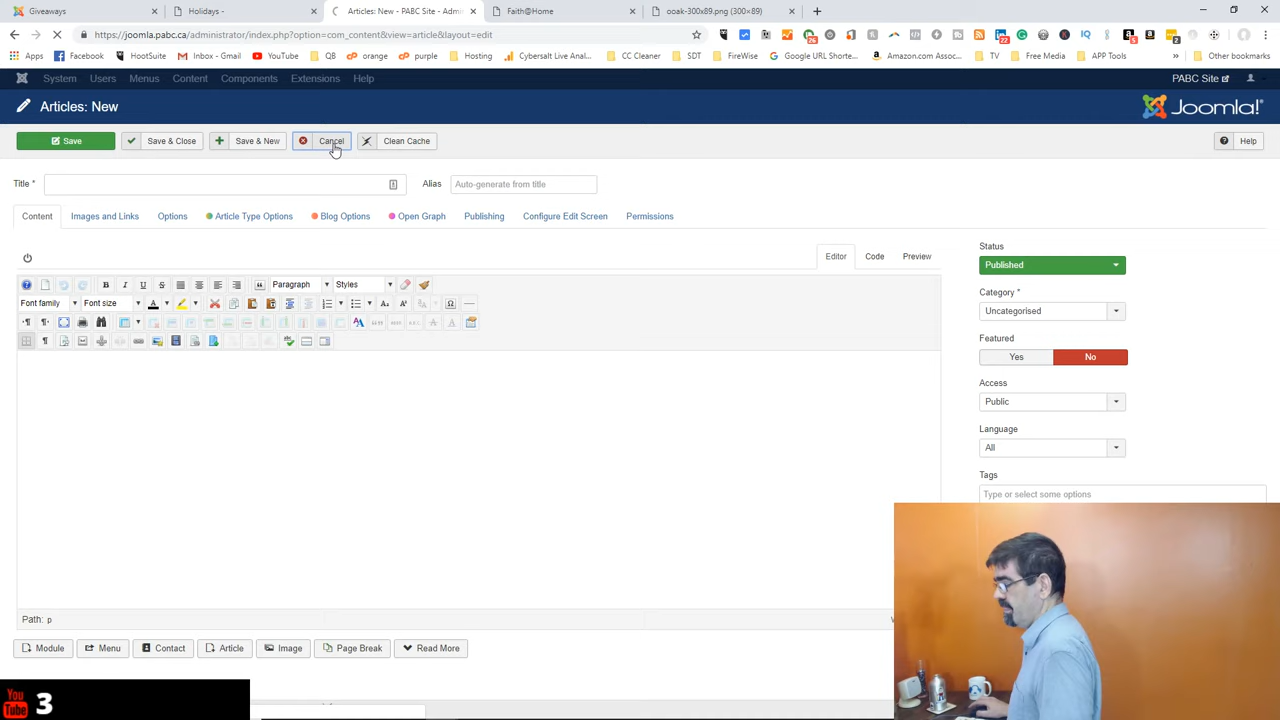 Giveaways
Holidays -
Articles: New - PABC Site - Admi
Faith@Home
ooak-300x89.png (300×89)
https://joomla.pabc.ca/administrator/index.php?option=com_content&view=article&layout=edit
Apps Facebook HootSuite Inbox - Gmail YouTube QB orange purple Hosting Cybersalt Live Anal... CC Cleaner SDT FireWise Google URL Shorte... Amazon.com Assoc... TV Free Media APP Tools Other bookmarks
System Users Menus Content Components Extensions Help PABC Site
Articles: New Joomla!
Save Save & Close Save & New Cancel Clean Cache Help
Title * Alias Auto-generate from title
Content Images and Links Options Article Type Options Blog Options Open Graph Publishing Configure Edit Screen Permissions
Editor Code Preview
Paragraph Styles
Font family Font size
Path: p
Module Menu Contact Article Image Page Break Read More
Status
Published
Category *
Uncategorised
Featured
Yes No
Access
Public
Language
All
Tags
Type or select some options
You Tube 3